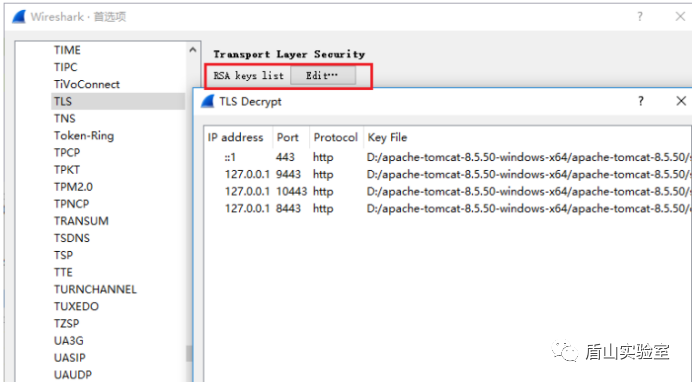 Wireshark · 首选项
TIME
TIPC
TiVoConnect
TLS
TNS
Token-Ring
TPCP
TPKT
TPM2.0
TPNCP
TRANSUM
TSDNS
TSP
TTE
TURNCHANNEL
TUXEDO
TZSP
UA3G
UASIP
UAUDP
Transport Layer Security
RSA keys list Edit…
TLS Decrypt
IP address Port Protocol Key File
::1 443 http D:/apache-tomcat-8.5.50-windows-x64/apache-tomcat-8.5.50/
127.0.0.1 9443 http D:/apache-tomcat-8.5.50-windows-x64/apache-tomcat-8.5.50/
127.0.0.1 10443 http D:/apache-tomcat-8.5.50-windows-x64/apache-tomcat-8.5.50/
127.0.0.1 8443 http D:/apache-tomcat-8.5.50-windows-x64/apache-tomcat-8.5.50/
盾山实验室